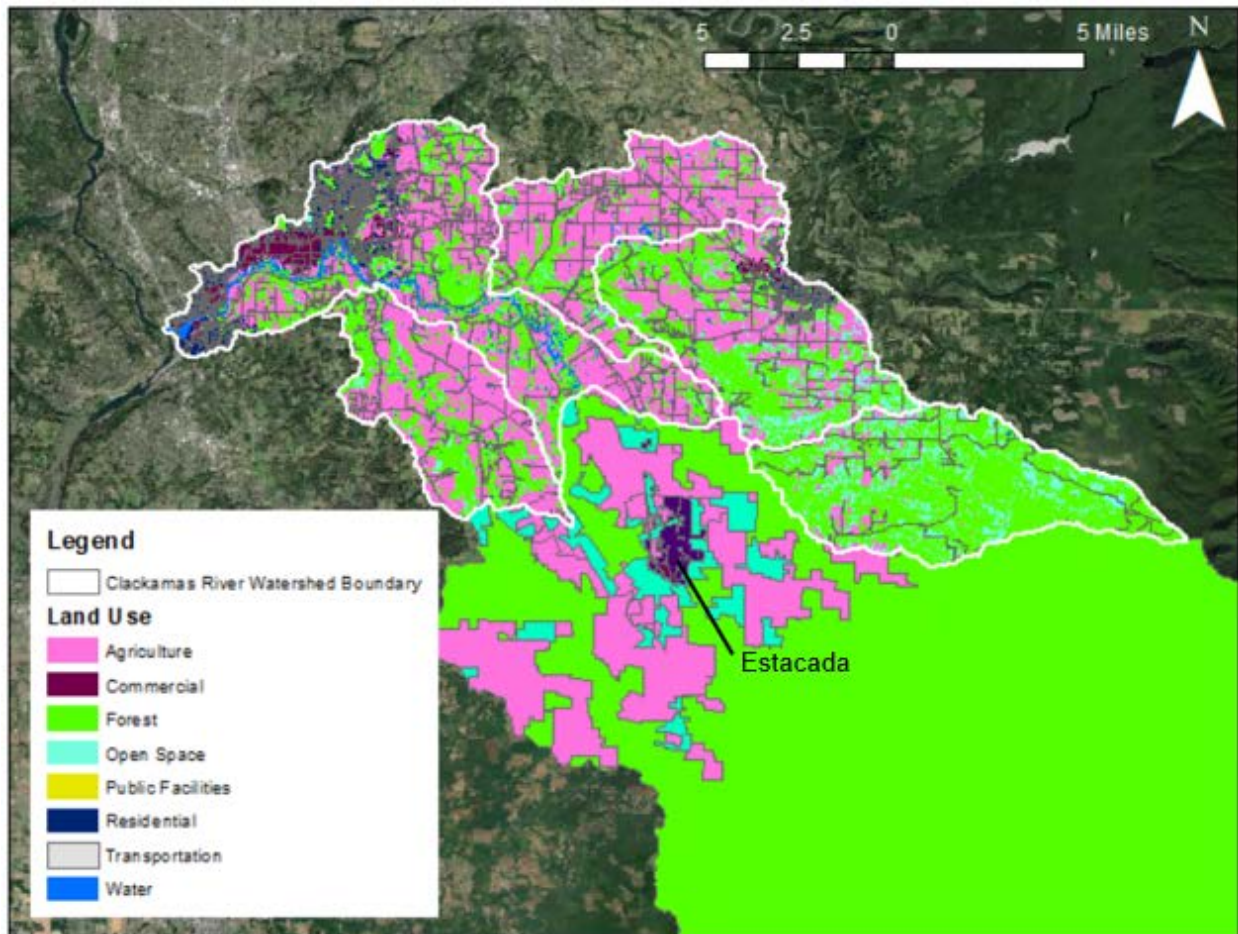 5 2.5 0 5 Miles
N
Estacada
Legend
Clackamas River Watershed Boundary
Land Use
Agriculture
Commercial
Forest
Open Space
Public Facilities
Residential
Transportation
Water